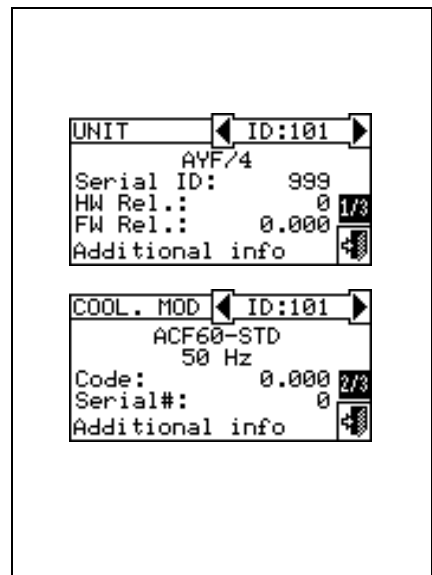 UNIT ID:101
AYF/4
Serial ID: 999
HW Rel.: 0
1/3
FW Rel.: 0.000
Additional info
COOL. MOD ID:101
ACF60-STD
50 Hz
Code: 0.000
2/3
Serial#: 0
Additional info